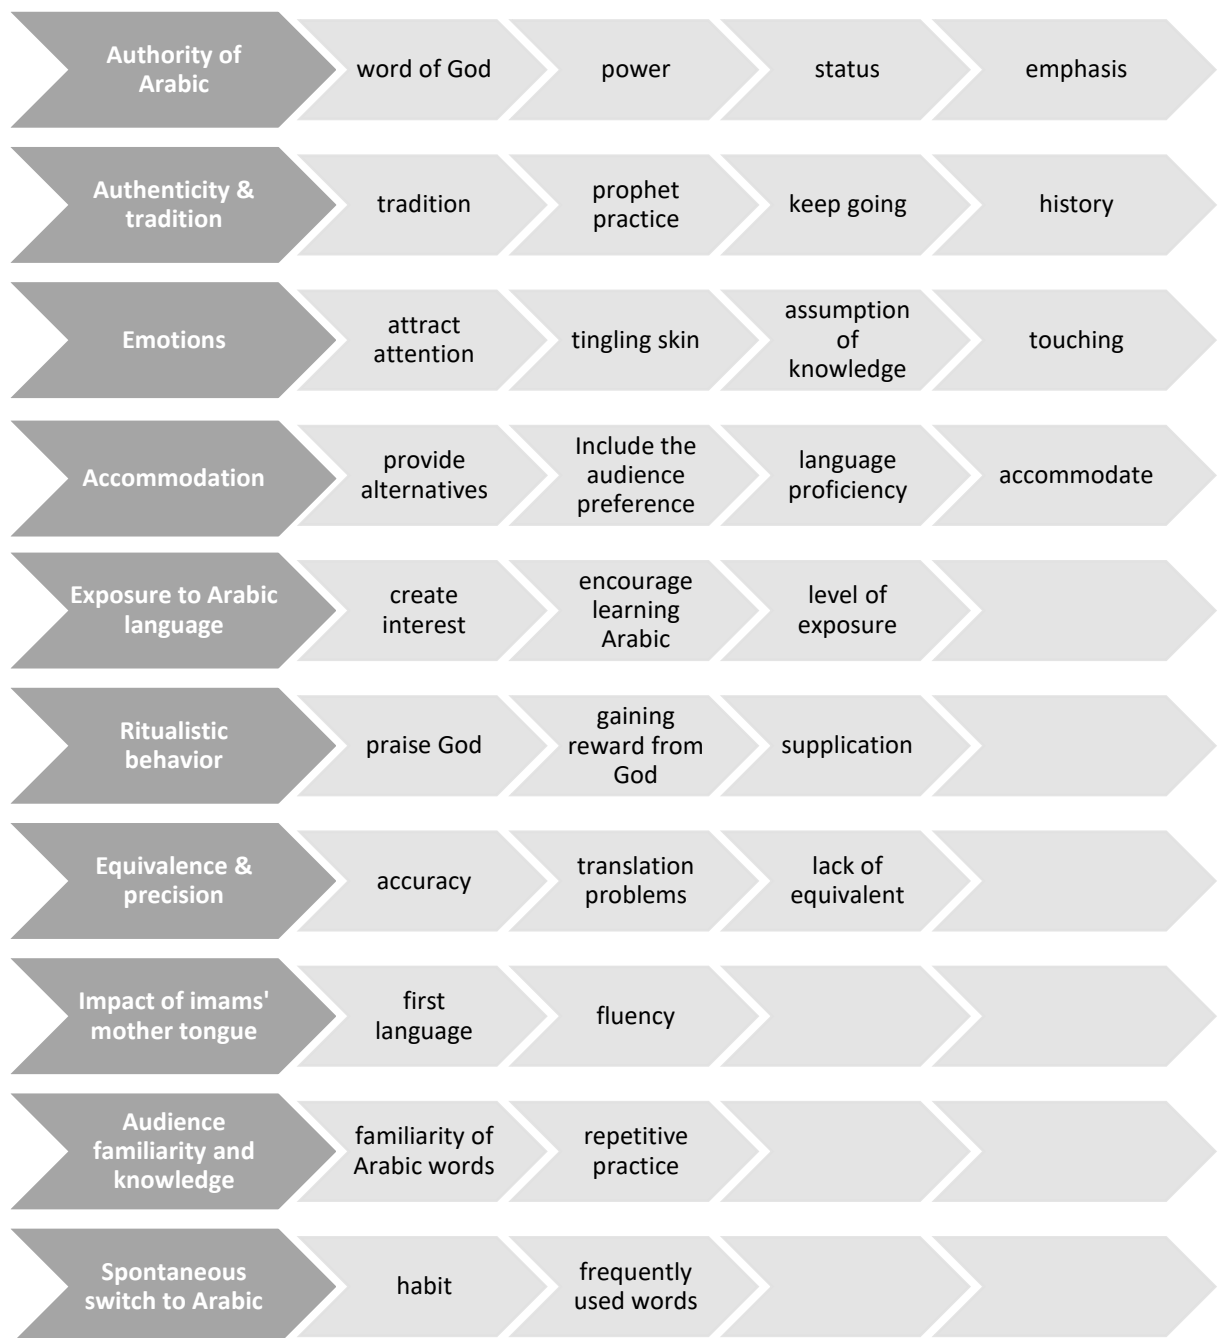 Authority of
Arabic
word of God
power
status
emphasis
Authenticity &
tradition
tradition
prophet
practice
keep going
history
Emotions
attract
attention
tingling skin
assumption
of
knowledge
touching
Accommodation
provide
alternatives
Include the
audience
preference
language
proficiency
accommodate
Exposure to Arabic
language
create
interest
encourage
learning
Arabic
level of
exposure
Ritualistic
behavior
praise God
gaining
reward from
God
supplication
Equivalence &
precision
accuracy
translation
problems
lack of
equivalent
Impact of imams'
mother tongue
first
language
fluency
Audience
familiarity and
knowledge
familiarity of
Arabic words
repetitive
practice
Spontaneous
switch to Arabic
habit
frequently
used words